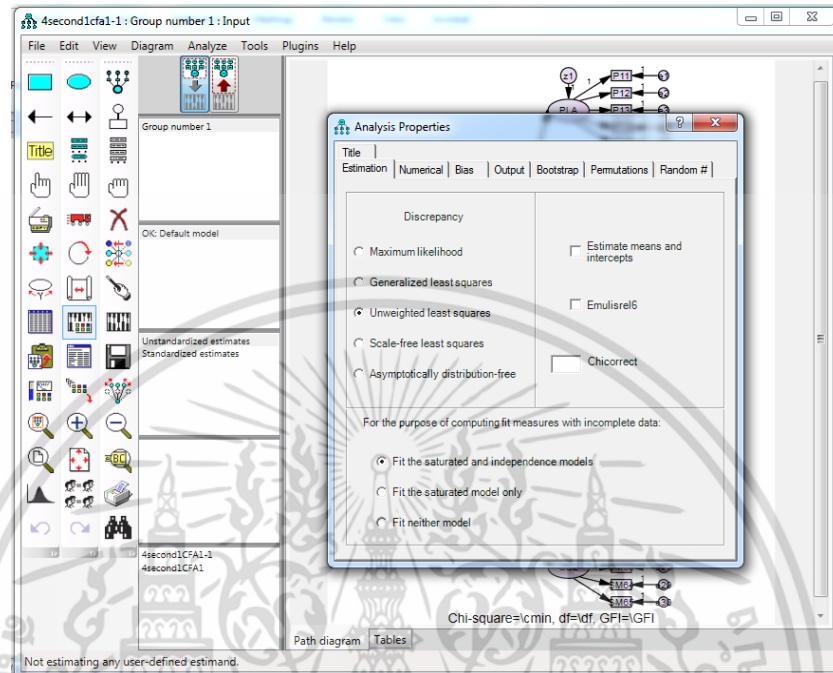 4second1cfa1-1 : Group number 1 : Input
File Edit View Diagram Analyze Tools Plugins Help
Title
Group number 1
OK: Default model
Unstandardized estimates
Standardized estimates
4second1CFA1-1
4second1CFA1
z1
1
P11
e1
P12
e2
PLA
P13
e3
Analysis Properties
Title
Estimation Numerical Bias Output Bootstrap Permutations Random #
Discrepancy
Maximum likelihood
Generalized least squares
Unweighted least squares
Scale-free least squares
Asymptotically distribution-free
Estimate means and
intercepts
Emulisrel6
Chicorrect
For the purpose of computing fit measures with incomplete data:
Fit the saturated and independence models
Fit the saturated model only
Fit neither model
Chi-square=\cmin, df=\df, GFI=\GFI
Path diagram Tables
Not estimating any user-defined estimand.